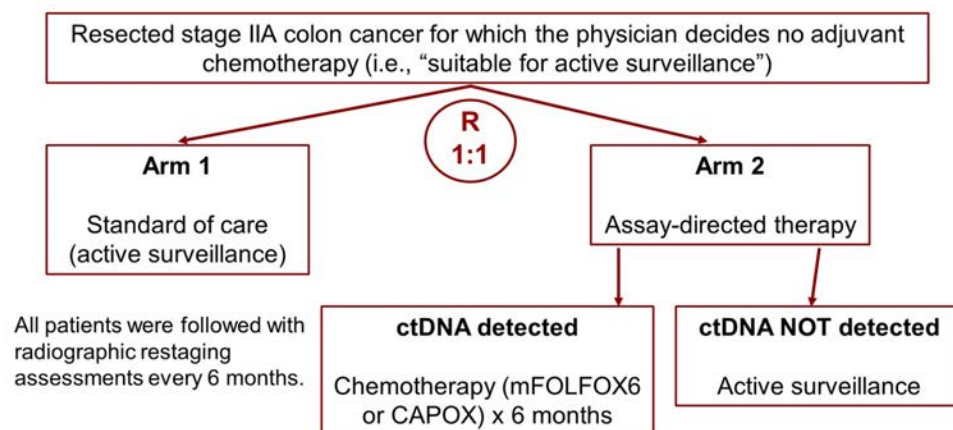 Resected stage IIA colon cancer for which the physician decides no adjuvant
chemotherapy (i.e., “suitable for active surveillance”)
R
1:1
Arm 1
Standard of care
(active surveillance)
Arm 2
Assay-directed therapy
All patients were followed with
radiographic restaging
assessments every 6 months.
ctDNA detected
Chemotherapy (mFOLFOX6
or CAPOX) x 6 months
ctDNA NOT detected
Active surveillance